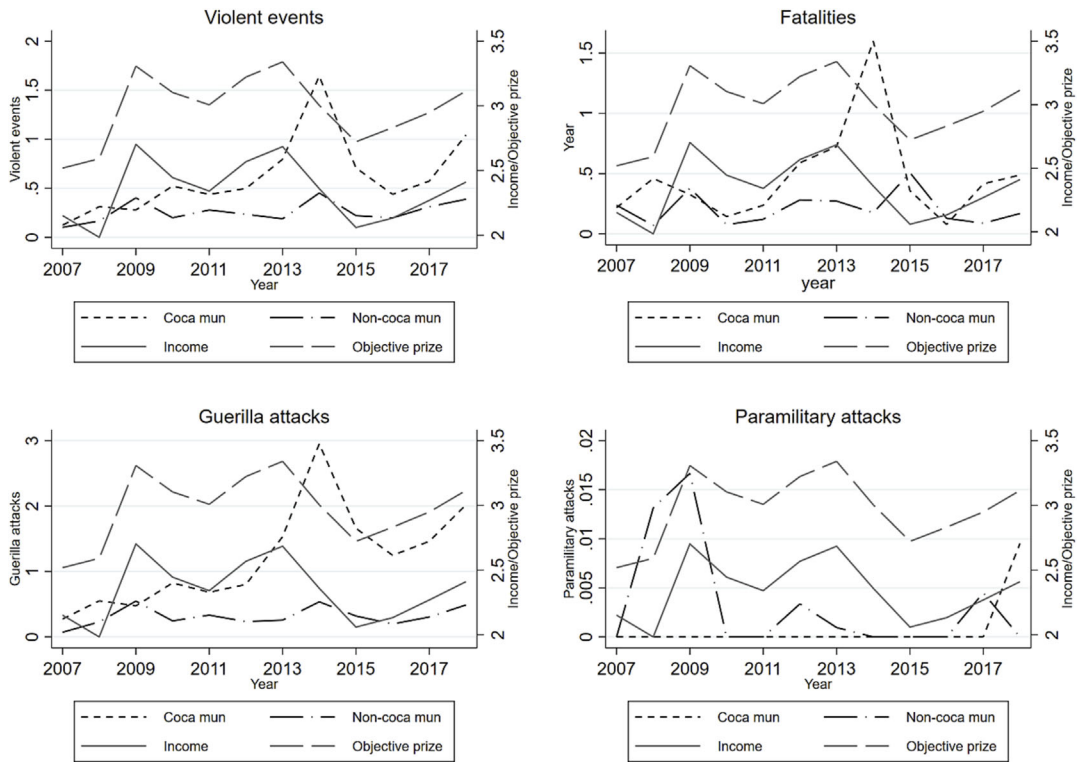 Violent events
Violent events
2
1.5
1
.5
0
3.5
3
2.5
2
Income/Objective prize
2007 2009 2011 2013 2015 2017
Year
Coca mun Non-coca mun
Income Objective prize
Fatalities
Year
1.5
1
.5
0
3.5
3
2.5
2
Income/Objective prize
2007 2009 2011 2013 2015 2017
year
Coca mun Non-coca mun
Income Objective prize
Guerilla attacks
Guerilla attacks
3
2
1
0
3.5
3
2.5
2
Income/Objective prize
2007 2009 2011 2013 2015 2017
Year
Coca mun Non-coca mun
Income Objective prize
Paramilitary attacks
Paramilitary attacks
.02
.015
.01
.005
0
3.5
3
2.5
2
Income/Objective prize
2007 2009 2011 2013 2015 2017
Year
Coca mun Non-coca mun
Income Objective prize